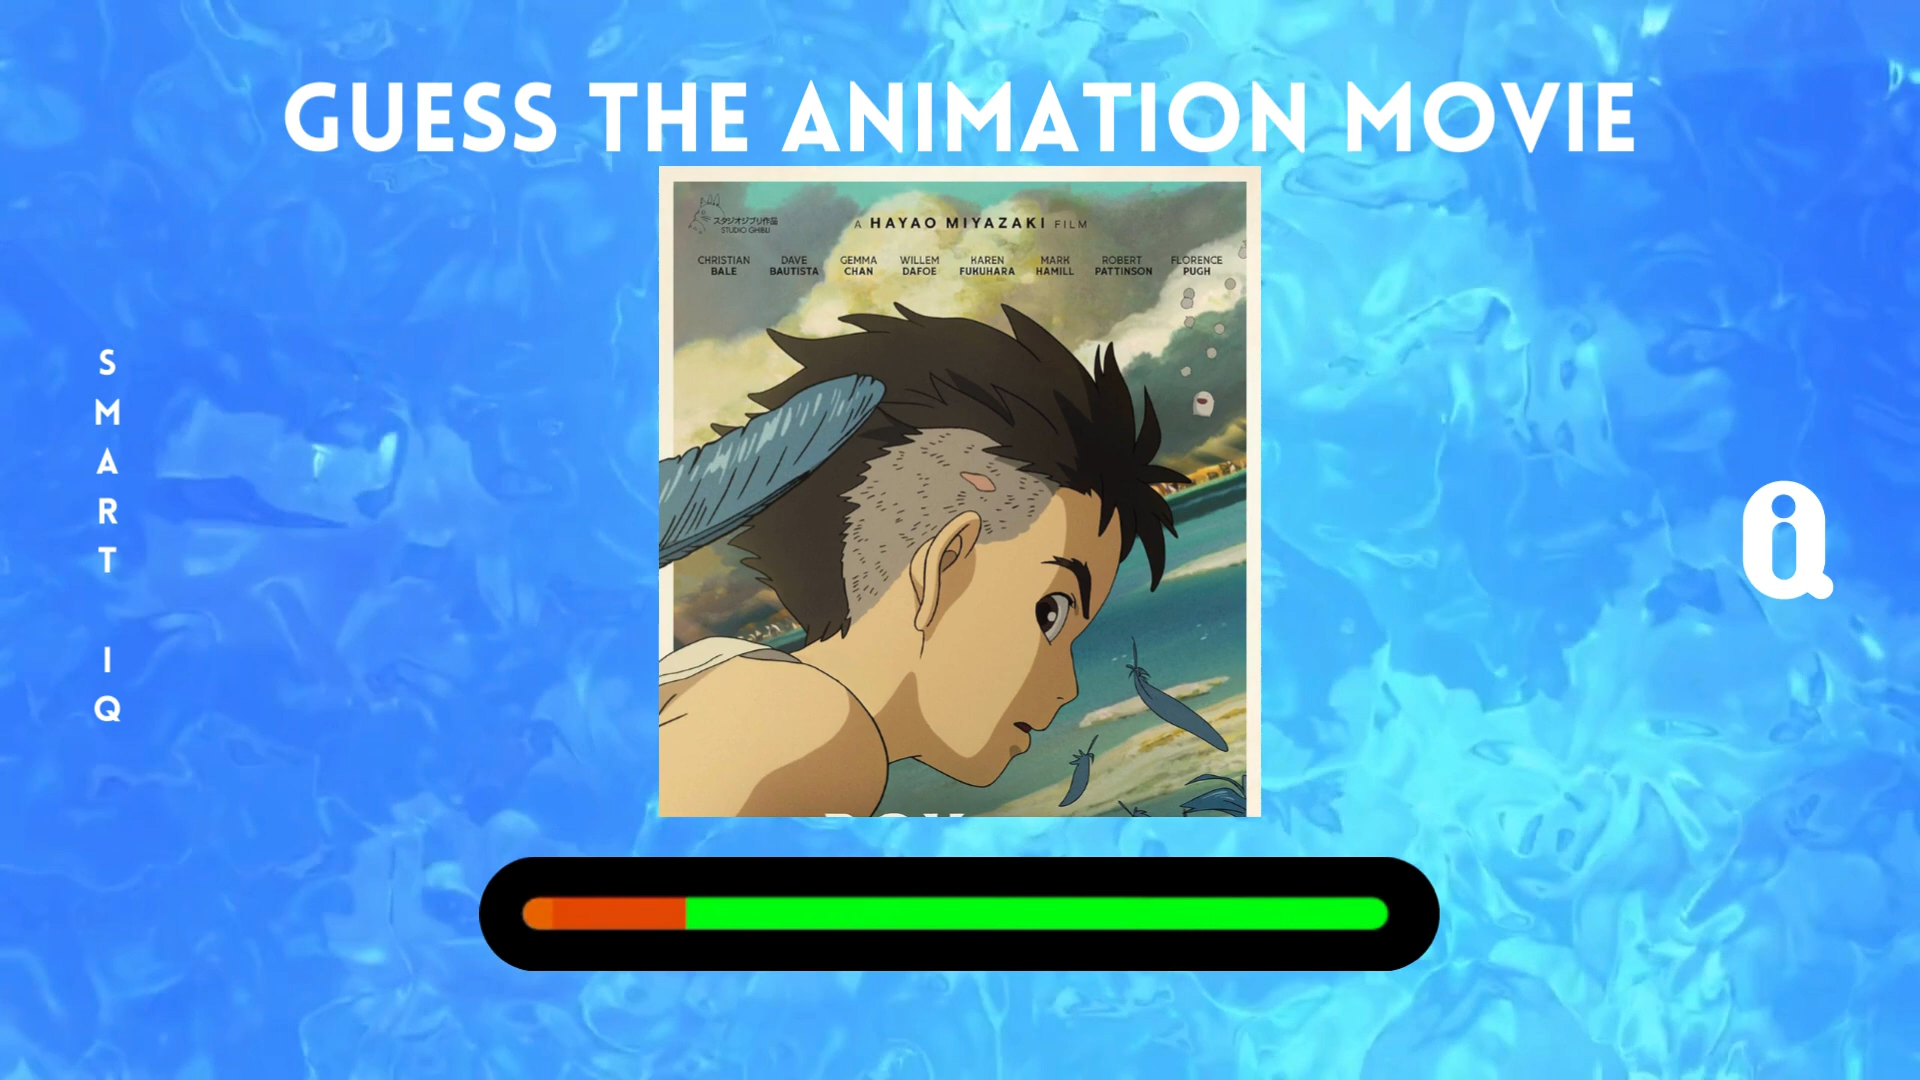 GUESS THE ANIMATION MOVIE
スタジオジブリ作品
STUDIO GHIBLI
A HAYAO MIYAZAKI FILM
CHRISTIAN BALE
DAVE BAUTISTA
GEMMA CHAN
WILLEM DAFOE
KAREN FUKUHARA
MARK HAMILL
ROBERT PATTINSON
FLORENCE PUGH
SMART IQ
iQ